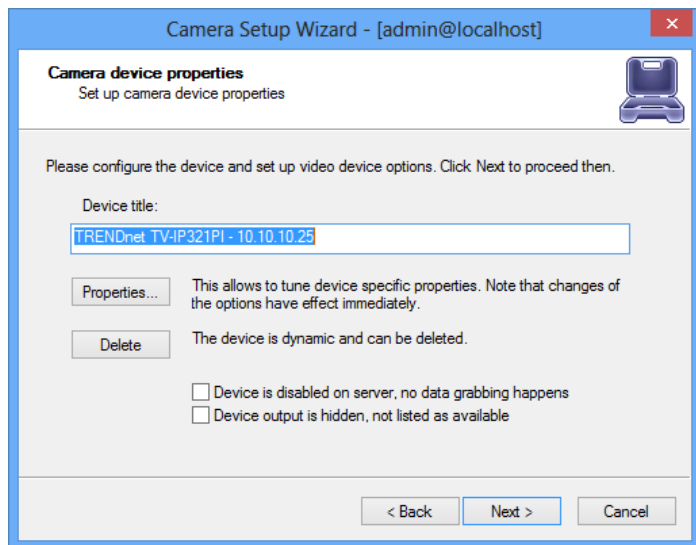 Camera Setup Wizard - [admin@localhost]
Camera device properties
Set up camera device properties
Please configure the device and set up video device options. Click Next to proceed then.
Device title:
TRENDnet TV-IP321PI - 10.10.10.25
Properties...
This allows to tune device specific properties. Note that changes of
the options have effect immediately.
Delete
The device is dynamic and can be deleted.
Device is disabled on server, no data grabbing happens
Device output is hidden, not listed as available
< Back
Next >
Cancel